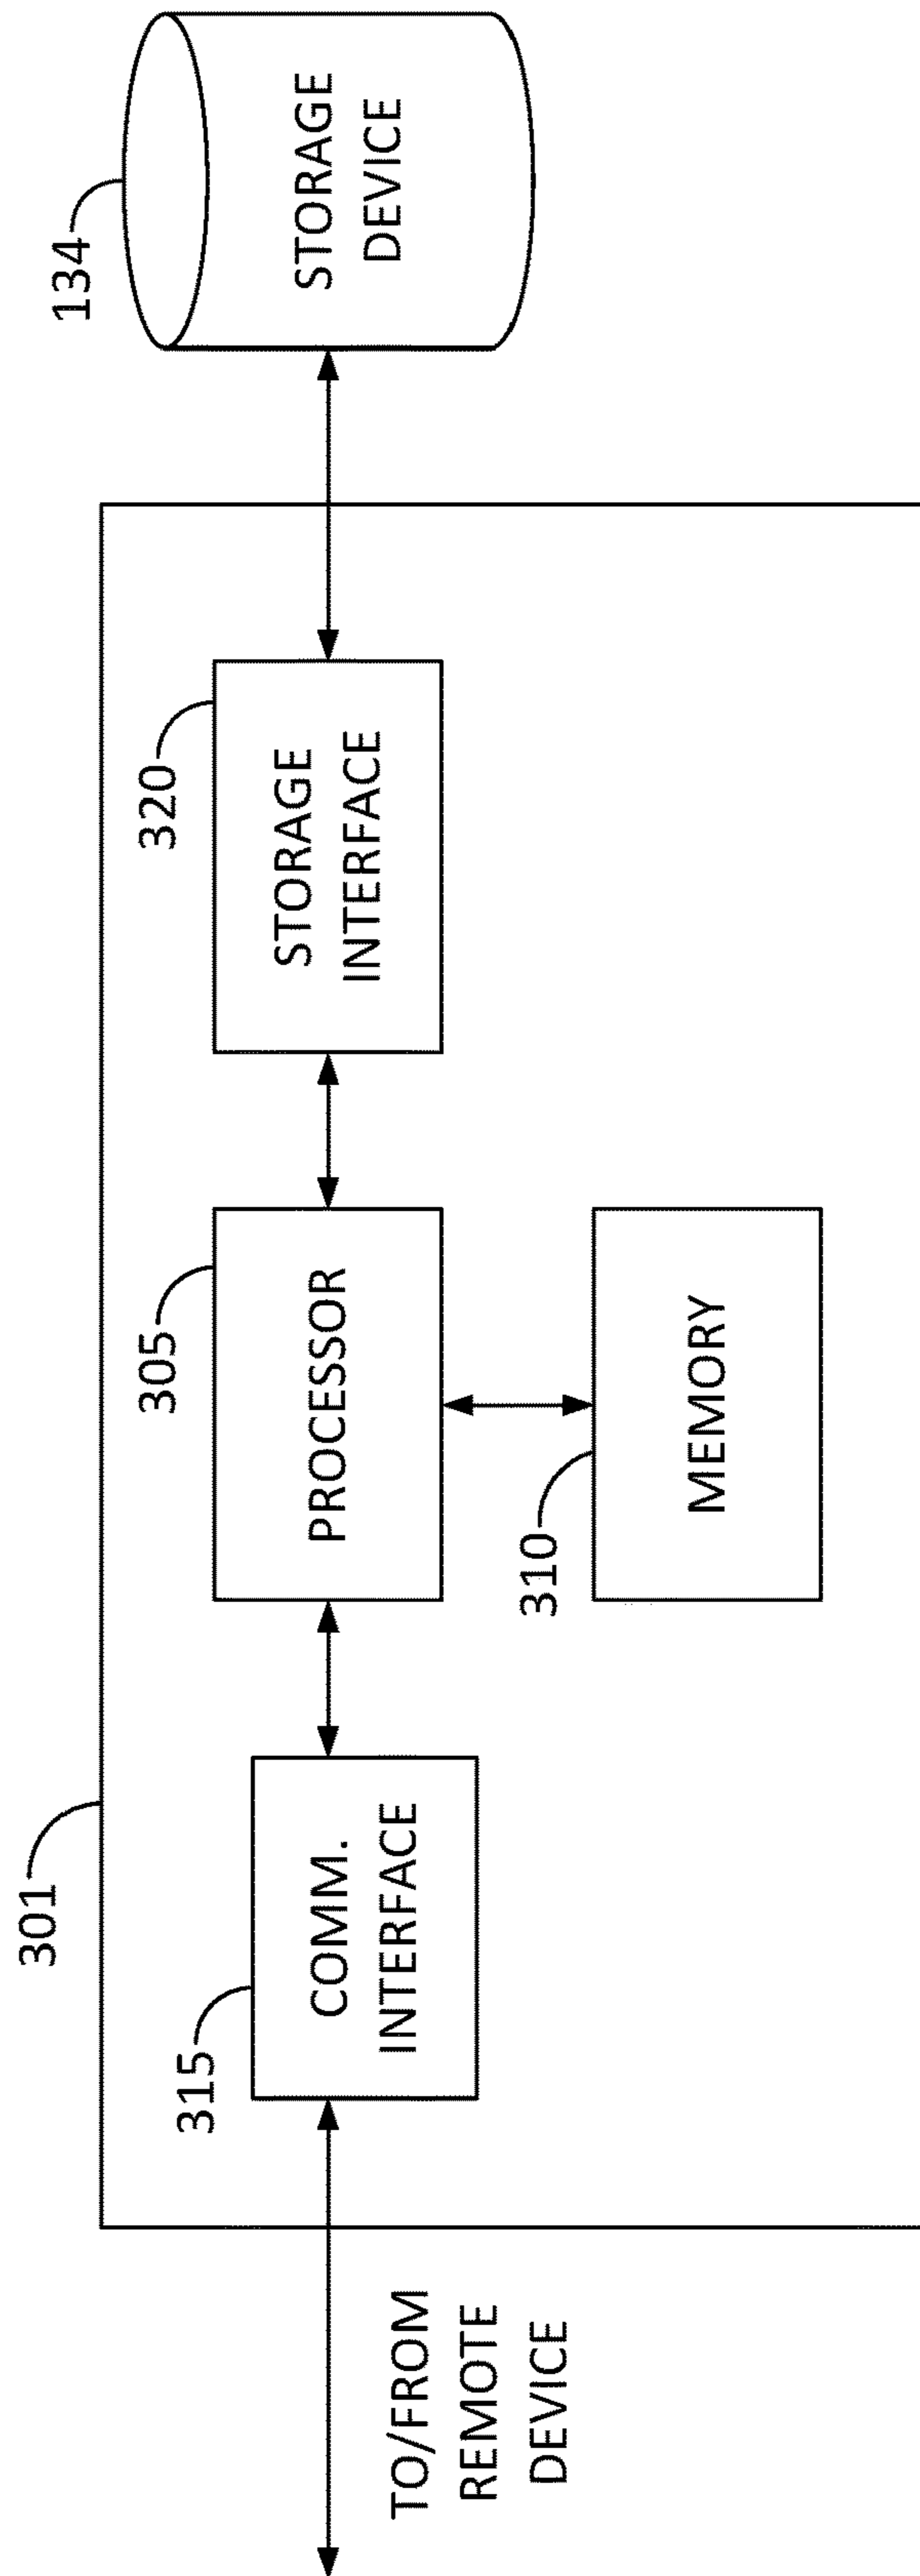 301
TO/FROM
REMOTE
DEVICE
315
COMM.
INTERFACE
305
PROCESSOR
310
MEMORY
320
STORAGE
INTERFACE
134
STORAGE
DEVICE